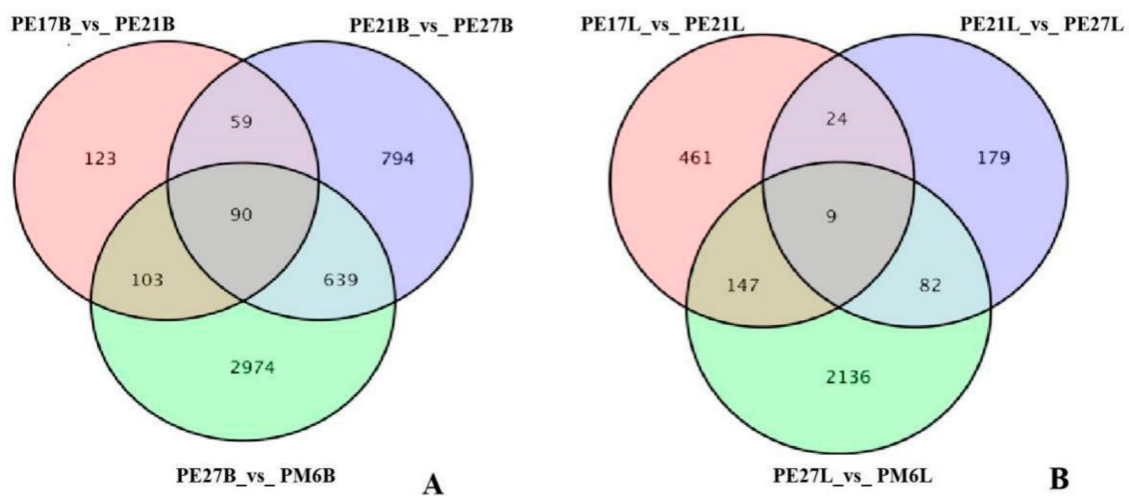 PE17B_vs_ PE21B
PE21B_vs_ PE27B
59
123
794
90
103
639
2974
PE27B_vs_ PM6B
A
PE17L_vs_ PE21L
PE21L_vs_ PE27L
24
461
179
9
147
82
2136
PE27L_vs_ PM6L
B